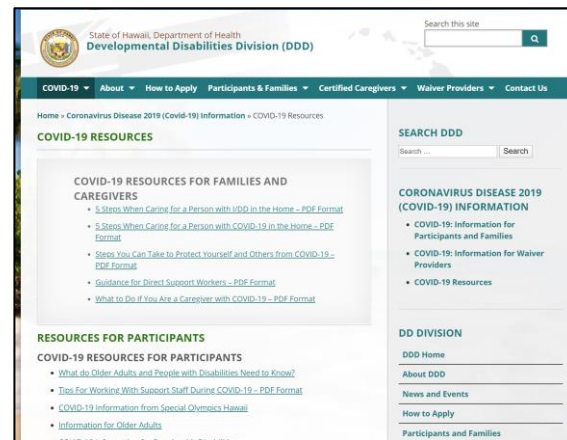 State of Hawaii, Department of Health
Developmental Disabilities Division (DDD)
Search this site
COVID-19 About How to Apply Participants & Families Certified Caregivers Waiver Providers Contact Us
Home » Coronavirus Disease 2019 (Covid-19) Information » COVID-19 Resources
COVID-19 RESOURCES
COVID-19 RESOURCES FOR FAMILIES AND
CAREGIVERS
5 Steps When Caring for a Person with I/DD in the Home – PDF Format
5 Steps When Caring for a Person with COVID-19 in the Home – PDF
Format
Steps You Can Take to Protect Yourself and Others from COVID-19 –
PDF Format
Guidance for Direct Support Workers – PDF Format
What to Do if You Are a Caregiver with COVID-19 – PDF Format
RESOURCES FOR PARTICIPANTS
COVID-19 RESOURCES FOR PARTICIPANTS
What do Older Adults and People with Disabilities Need to Know?
Tips For Working With Support Staff During COVID-19 – PDF Format
COVID-19 Information from Special Olympics Hawaii
Information for Older Adults
SEARCH DDD
Search ... Search
CORONAVIRUS DISEASE 2019
(COVID-19) INFORMATION
COVID-19: Information for
Participants and Families
COVID-19: Information for Waiver
Providers
COVID-19 Resources
DD DIVISION
DDD Home
About DDD
News and Events
How to Apply
Participants and Families